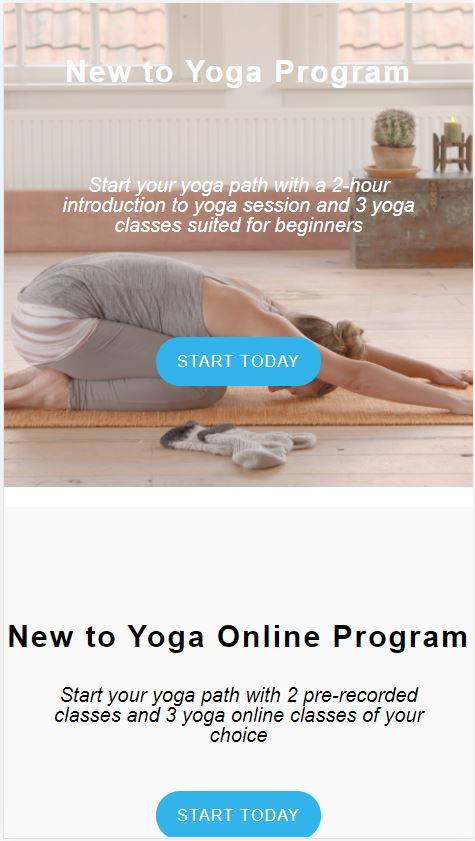 New to Yoga Program
Start your yoga path with a 2-hour
introduction to yoga session and 3 yoga
classes suited for beginners
START TODAY
New to Yoga Online Program
Start your yoga path with 2 pre-recorded
classes and 3 yoga online classes of your
choice
START TODAY